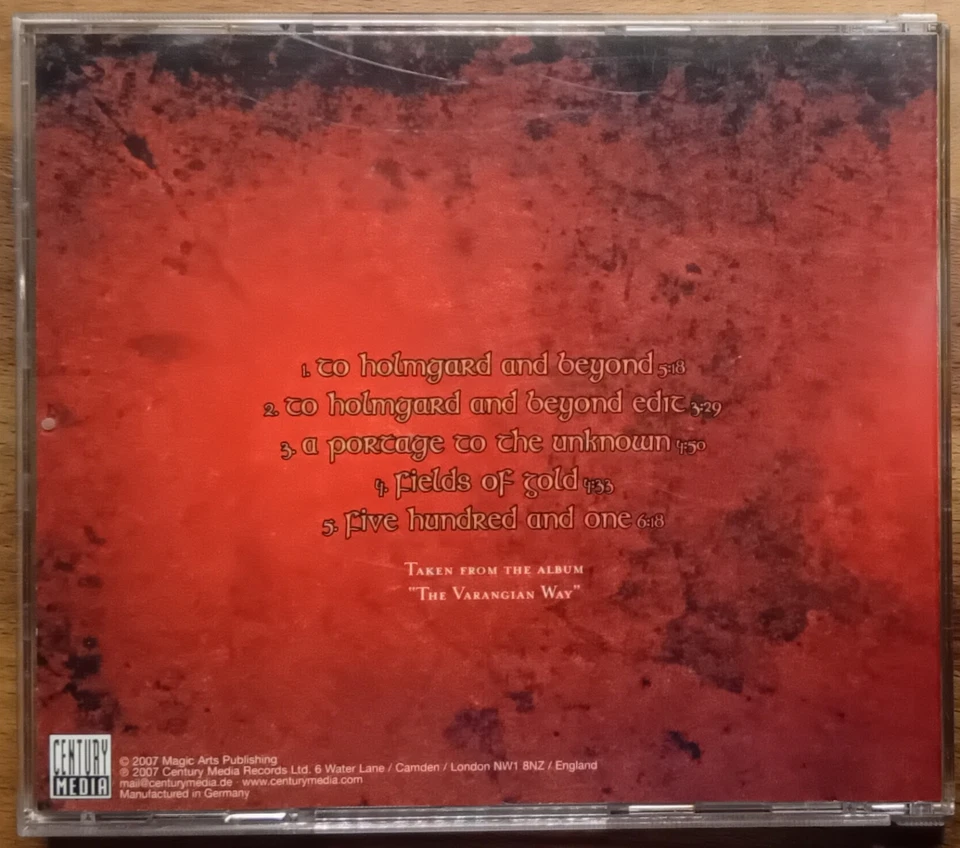 1. to holmgard and beyond 5:18
2. to holmgard and beyond edit 3:29
3. a portage to the unknown 4:50
4. fields of gold 4:33
5. five hundred and one 6:18
Taken from the album
"The Varangian Way"
CENTURY
MEDIA
© 2007 Magic Arts Publishing
℗ 2007 Century Media Records Ltd. 6 Water Lane / Camden / London NW1 8NZ / England
mail@centurymedia.de · www.centurymedia.com
Manufactured in Germany